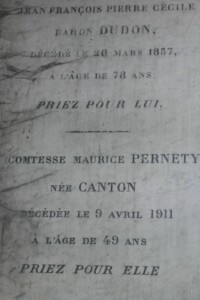 JEAN FRANÇOIS PIERRE CÉCILE
BARON DUDON,
DÉCÉDÉ LE 26 MARS 1857,
À L'ÂGE DE 78 ANS
PRIEZ POUR LUI.
COMTESSE MAURICE PERNETY
NÉE CANTON
DÉCÉDÉE LE 9 AVRIL 1911
À L'ÂGE DE 49 ANS
PRIEZ POUR ELLE